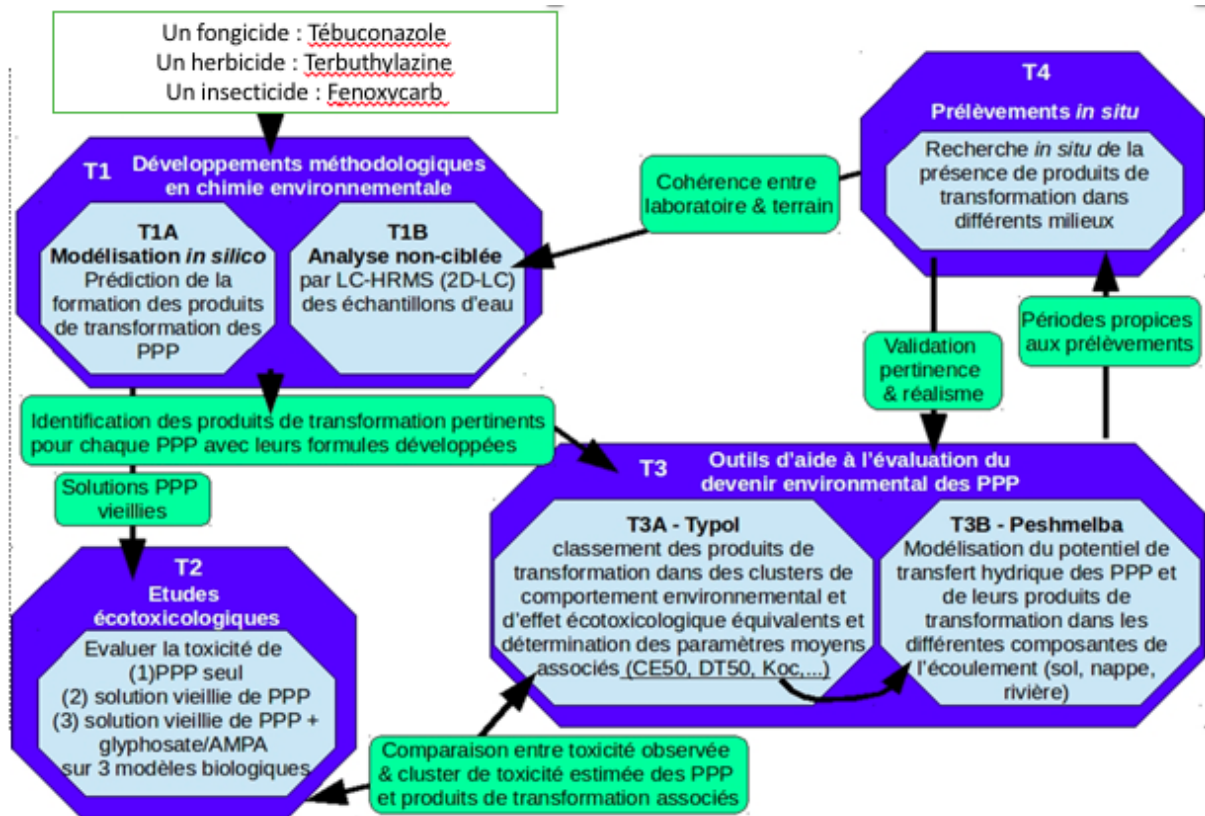 Un fongicide : Tébuconazole
Un herbicide : Terbuthylazine
Un insecticide : Fenoxycarb
T1 Développements méthodologiques
en chimie environnementale
T1A
Modélisation in silico
Prédiction de la
formation des produits
de transformation des
PPP
T1B
Analyse non-ciblée
par LC-HRMS (2D-LC)
des échantillons d'eau
Cohérence entre
laboratoire & terrain
T4
Prélèvements in situ
Recherche in situ de la
présence de produits de
transformation dans
différents milieux
Validation
pertinence
& réalisme
Périodes propices
aux prélèvements
Identification des produits de transformation pertinents
pour chaque PPP avec leurs formules développées
Solutions PPP
vieillies
T2
Etudes
écotoxicologiques
Evaluer la toxicité de
(1)PPP seul
(2) solution vieillie de PPP
(3) solution vieillie de PPP +
glyphosate/AMPA
sur 3 modèles biologiques
T3 Outils d'aide à l'évaluation du
devenir environmental des PPP
T3A - Typol
classement des produits de
transformation dans des clusters de
comportement environmental et
d'effet écotoxicologique équivalents et
détermination des paramètres moyens
associés (CE50, DT50, Koc,...)
T3B - Peshmelba
Modélisation du potentiel de
transfert hydrique des PPP et
de leurs produits de
transformation dans les
différentes composantes de
l'écoulement (sol, nappe,
rivière)
Comparaison entre toxicité observée
& cluster de toxicité estimée des PPP
et produits de transformation associés